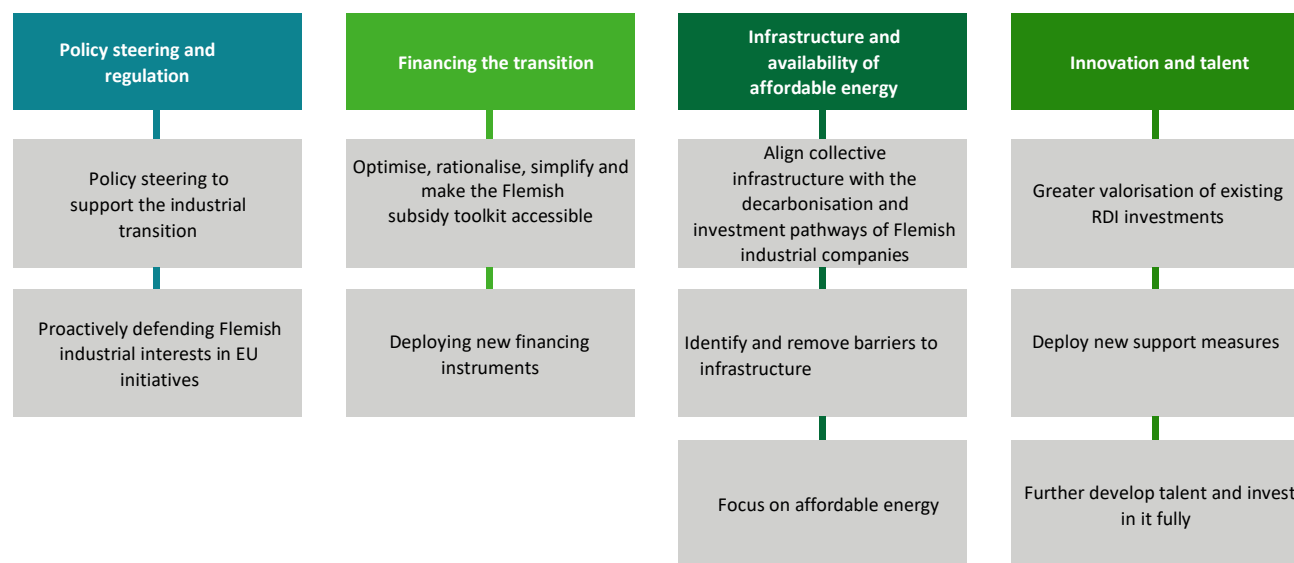 Policy steering and
regulation
Policy steering to
support the industrial
transition
Proactively defending Flemish
industrial interests in EU
initiatives
Financing the transition
Optimise, rationalise, simplify and
make the Flemish
subsidy toolkit accessible
Deploying new financing
instruments
Infrastructure and
availability of
affordable energy
Align collective
infrastructure with the
decarbonisation and
investment pathways of Flemish
industrial companies
Identify and remove barriers to
infrastructure
Focus on affordable energy
Innovation and talent
Greater valorisation of existing
RDI investments
Deploy new support measures
Further develop talent and invest
in it fully